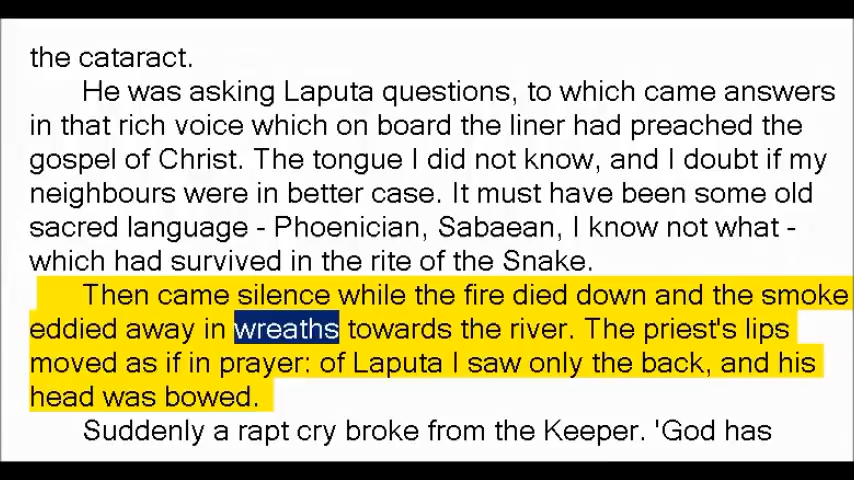 the cataract.
He was asking Laputa questions, to which came answers
in that rich voice which on board the liner had preached the
gospel of Christ. The tongue I did not know, and I doubt if my
neighbours were in better case. It must have been some old
sacred language - Phoenician, Sabaean, I know not what -
which had survived in the rite of the Snake.
Then came silence while the fire died down and the smoke
eddied away in wreaths towards the river. The priest's lips
moved as if in prayer: of Laputa I saw only the back, and his
head was bowed.
Suddenly a rapt cry broke from the Keeper. 'God has